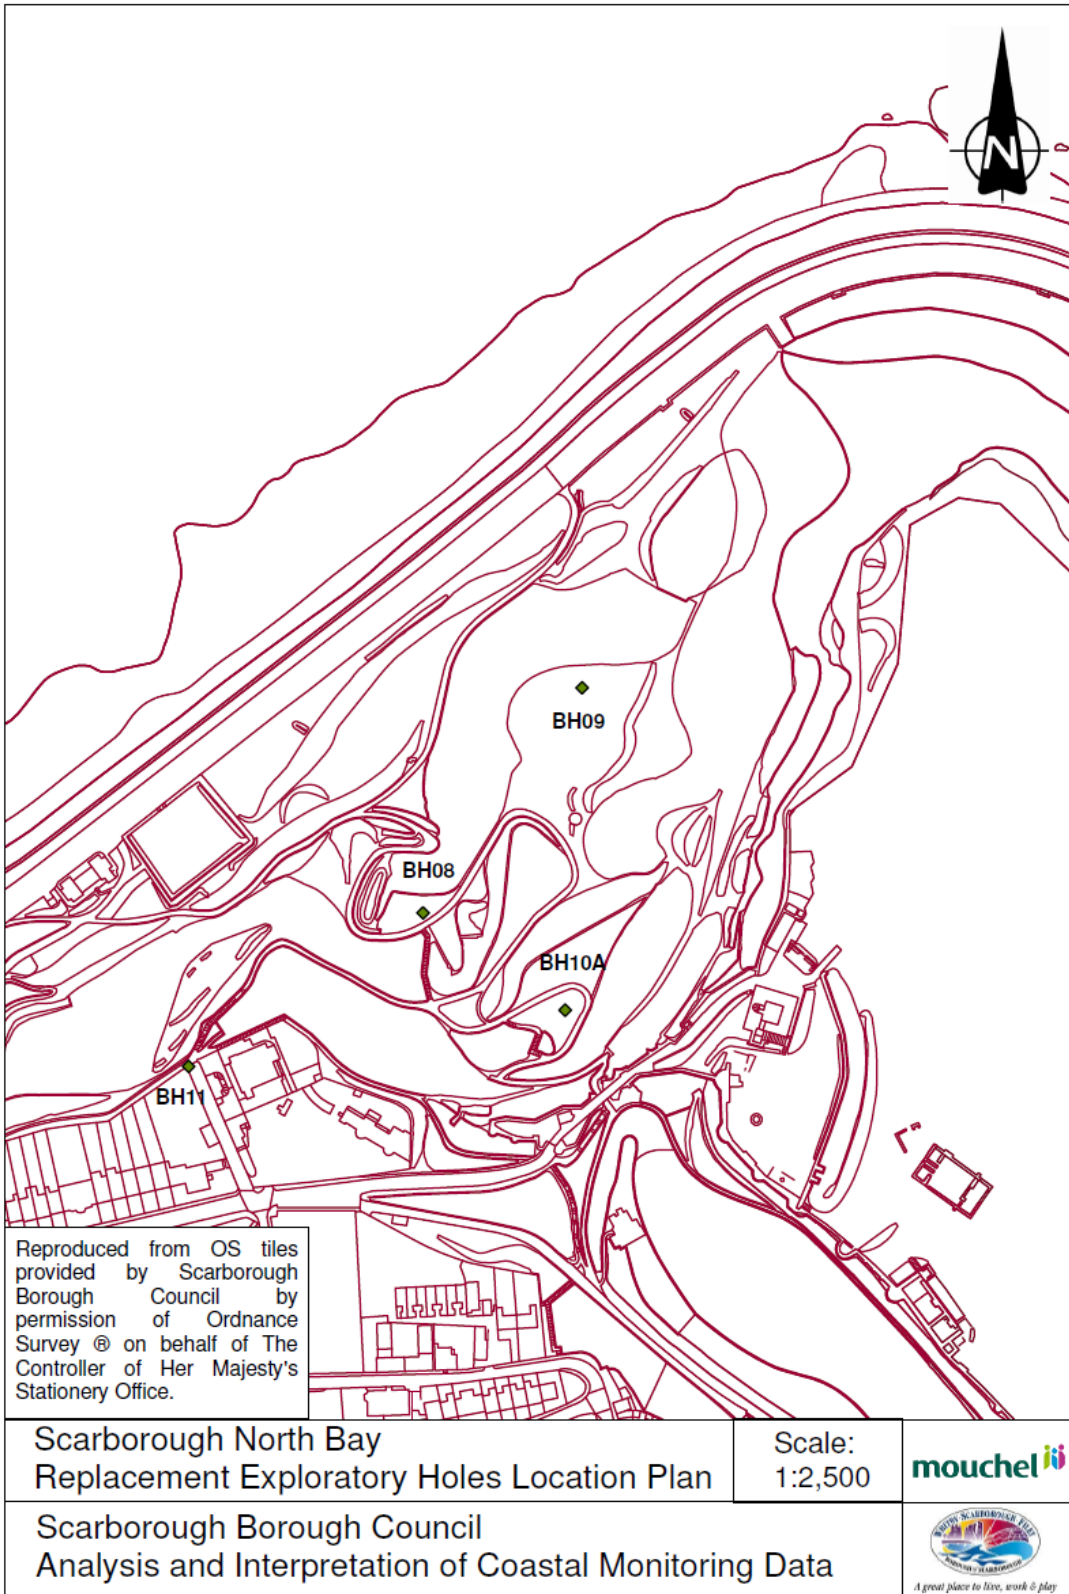 N
BH09
BH08
BH10A
BH11
Reproduced from OS tiles
provided by Scarborough
Borough Council by
permission of Ordnance
Survey ® on behalf of The
Controller of Her Majesty's
Stationery Office.
Scarborough North Bay
Replacement Exploratory Holes Location Plan
Scale:
1:2,500
mouchel
Scarborough Borough Council
Analysis and Interpretation of Coastal Monitoring Data
A great place to live, work & play